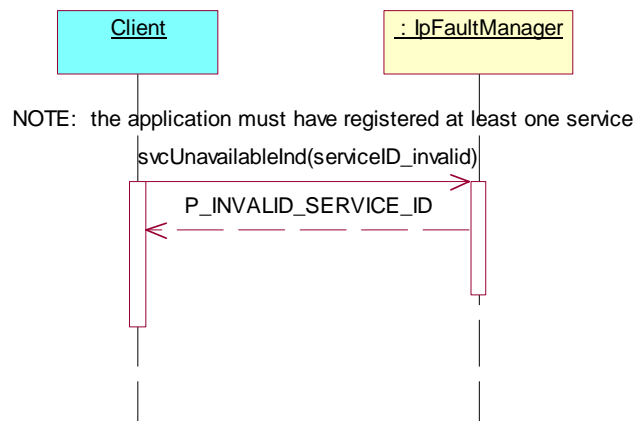 Client
: IpFaultManager
NOTE: the application must have registered at least one service
svcUnavailableInd(serviceID_invalid)
P_INVALID_SERVICE_ID